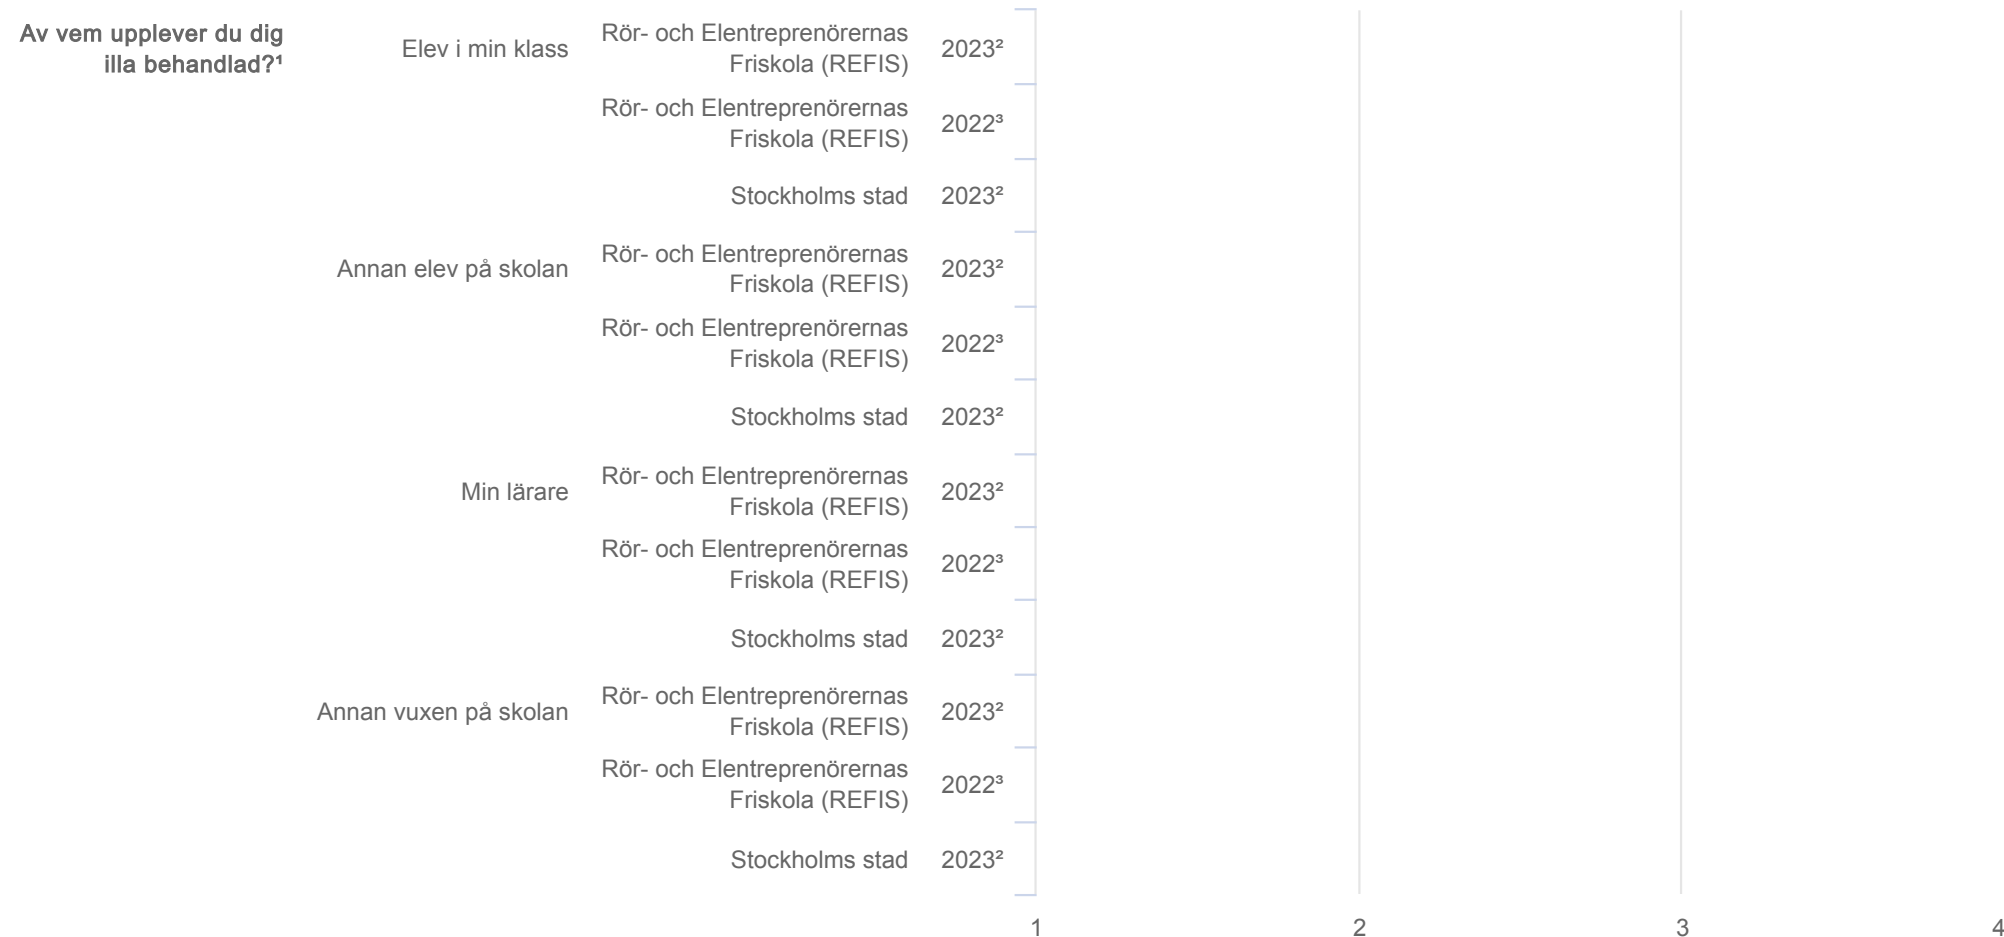 Av vem upplever du dig
illa behandlad?¹
Elev i min klass
Rör- och Elentreprenörernas
Friskola (REFIS)
2023²
Rör- och Elentreprenörernas
Friskola (REFIS)
2022³
Stockholms stad
2023²
Annan elev på skolan
Rör- och Elentreprenörernas
Friskola (REFIS)
2023²
Rör- och Elentreprenörernas
Friskola (REFIS)
2022³
Stockholms stad
2023²
Min lärare
Rör- och Elentreprenörernas
Friskola (REFIS)
2023²
Rör- och Elentreprenörernas
Friskola (REFIS)
2022³
Stockholms stad
2023²
Annan vuxen på skolan
Rör- och Elentreprenörernas
Friskola (REFIS)
2023²
Rör- och Elentreprenörernas
Friskola (REFIS)
2022³
Stockholms stad
2023²
1 2 3 4